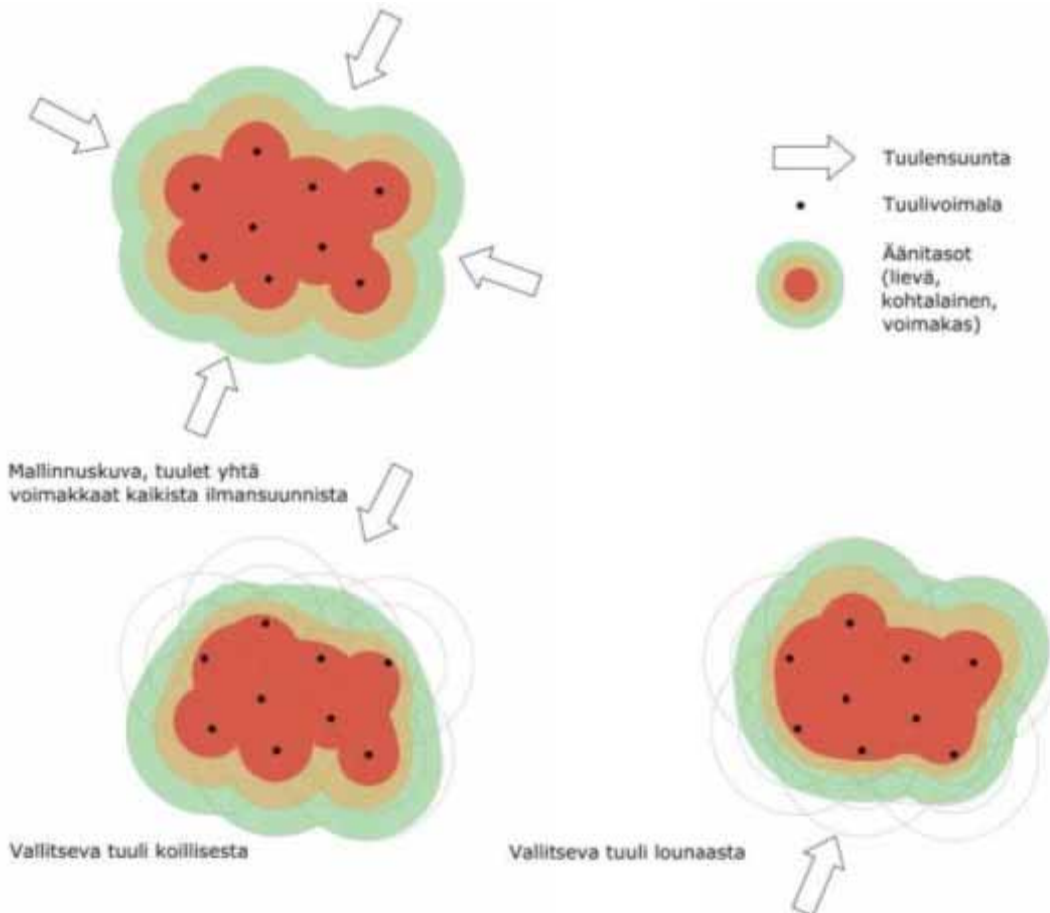 Tuulensuunta
Tuulivoimala
Äänitasot
(lievä,
kohtalainen,
voimakas)
Mallinnuskuva, tuulet yhtä
voimakkaat kaikista ilmansuunnista
Vallitseva tuuli koillisesta
Vallitseva tuuli lounaasta